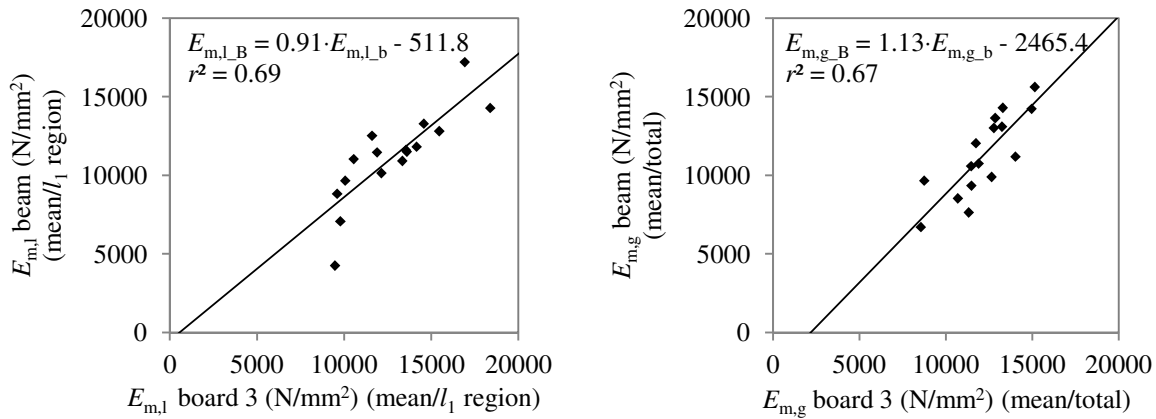 20000
15000
10000
5000
0
E_m,l beam (N/mm²)
(mean/l₁ region)
E_m,l_B = 0.91·E_m,l_b - 511.8
r² = 0.69
0 5000 10000 15000 20000
E_m,l board 3 (N/mm²) (mean/l₁ region)
20000
15000
10000
5000
0
E_m,g beam (N/mm²)
(mean/total)
E_m,g_B = 1.13·E_m,g_b - 2465.4
r² = 0.67
0 5000 10000 15000 20000
E_m,g board 3 (N/mm²) (mean/total)